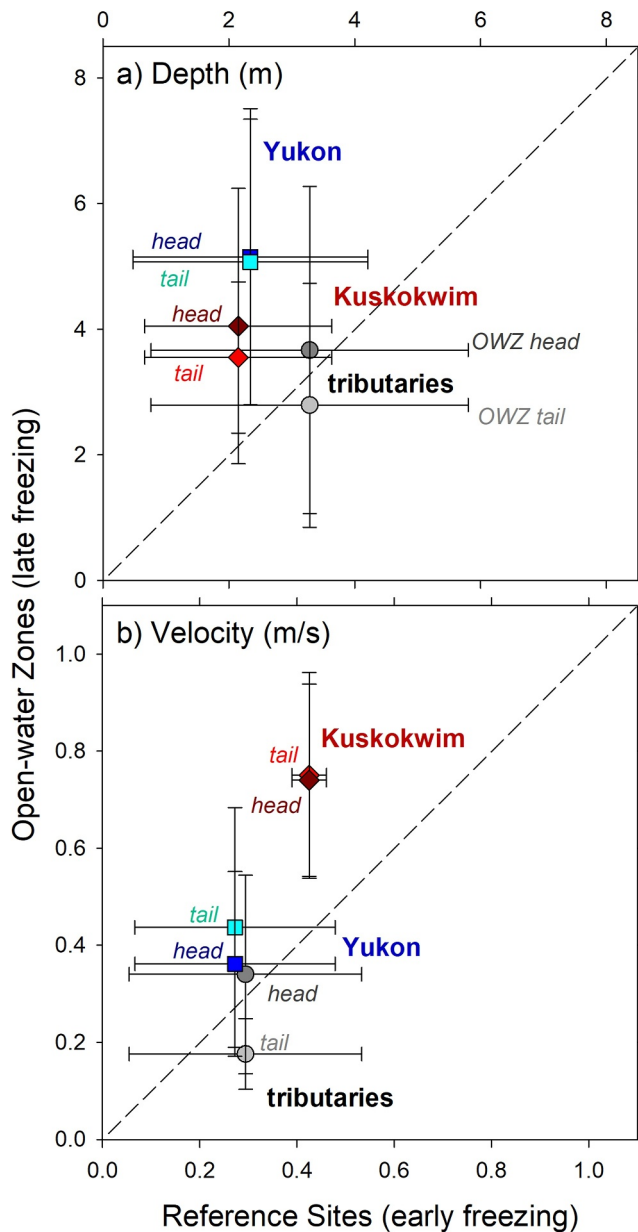 0 2 4 6 8
a) Depth (m)
8
Yukon
6
head
tail
Kuskokwim
head
4
OWZ head
tail
tributaries
OWZ tail
2
0
b) Velocity (m/s)
1.0
Kuskokwim
tail
0.8
head
0.6
tail
Yukon
head
0.4
head
0.2
tail
tributaries
0.0
0.0 0.2 0.4 0.6 0.8 1.0
Reference Sites (early freezing)
Open-water Zones (late freezing)